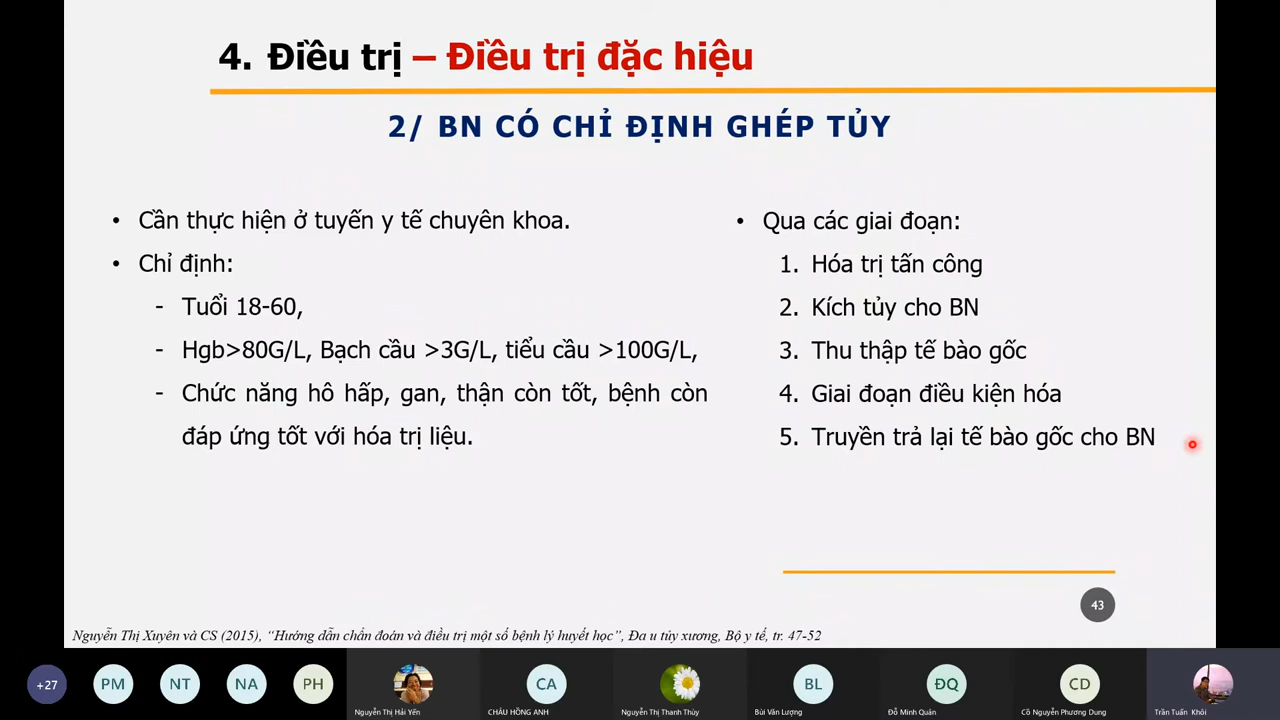 4. Điều trị – Điều trị đặc hiệu
2/ BN CÓ CHỈ ĐỊNH GHÉP TỦY
• Cần thực hiện ở tuyến y tế chuyên khoa.
• Chỉ định:
- Tuổi 18-60,
- Hgb>80G/L, Bạch cầu >3G/L, tiểu cầu >100G/L,
- Chức năng hô hấp, gan, thận còn tốt, bệnh còn
đáp ứng tốt với hóa trị liệu.
• Qua các giai đoạn:
1. Hóa trị tấn công
2. Kích tủy cho BN
3. Thu thập tế bào gốc
4. Giai đoạn điều kiện hóa
5. Truyền trả lại tế bào gốc cho BN
43
Nguyễn Thị Xuyên và CS (2015), “Hướng dẫn chẩn đoán và điều trị một số bệnh lý huyết học”, Đa u tủy xương, Bộ y tế, tr. 47-52
+27
PM
NT
NA
PH
Nguyễn Thị Hải Yến
CA
CHÂU HỒNG ANH
Nguyễn Thị Thanh Thủy
BL
Bùi Văn Lượng
ĐQ
Đỗ Minh Quân
CD
Cô Nguyễn Phương Dung
Trần Tuấn Khôi